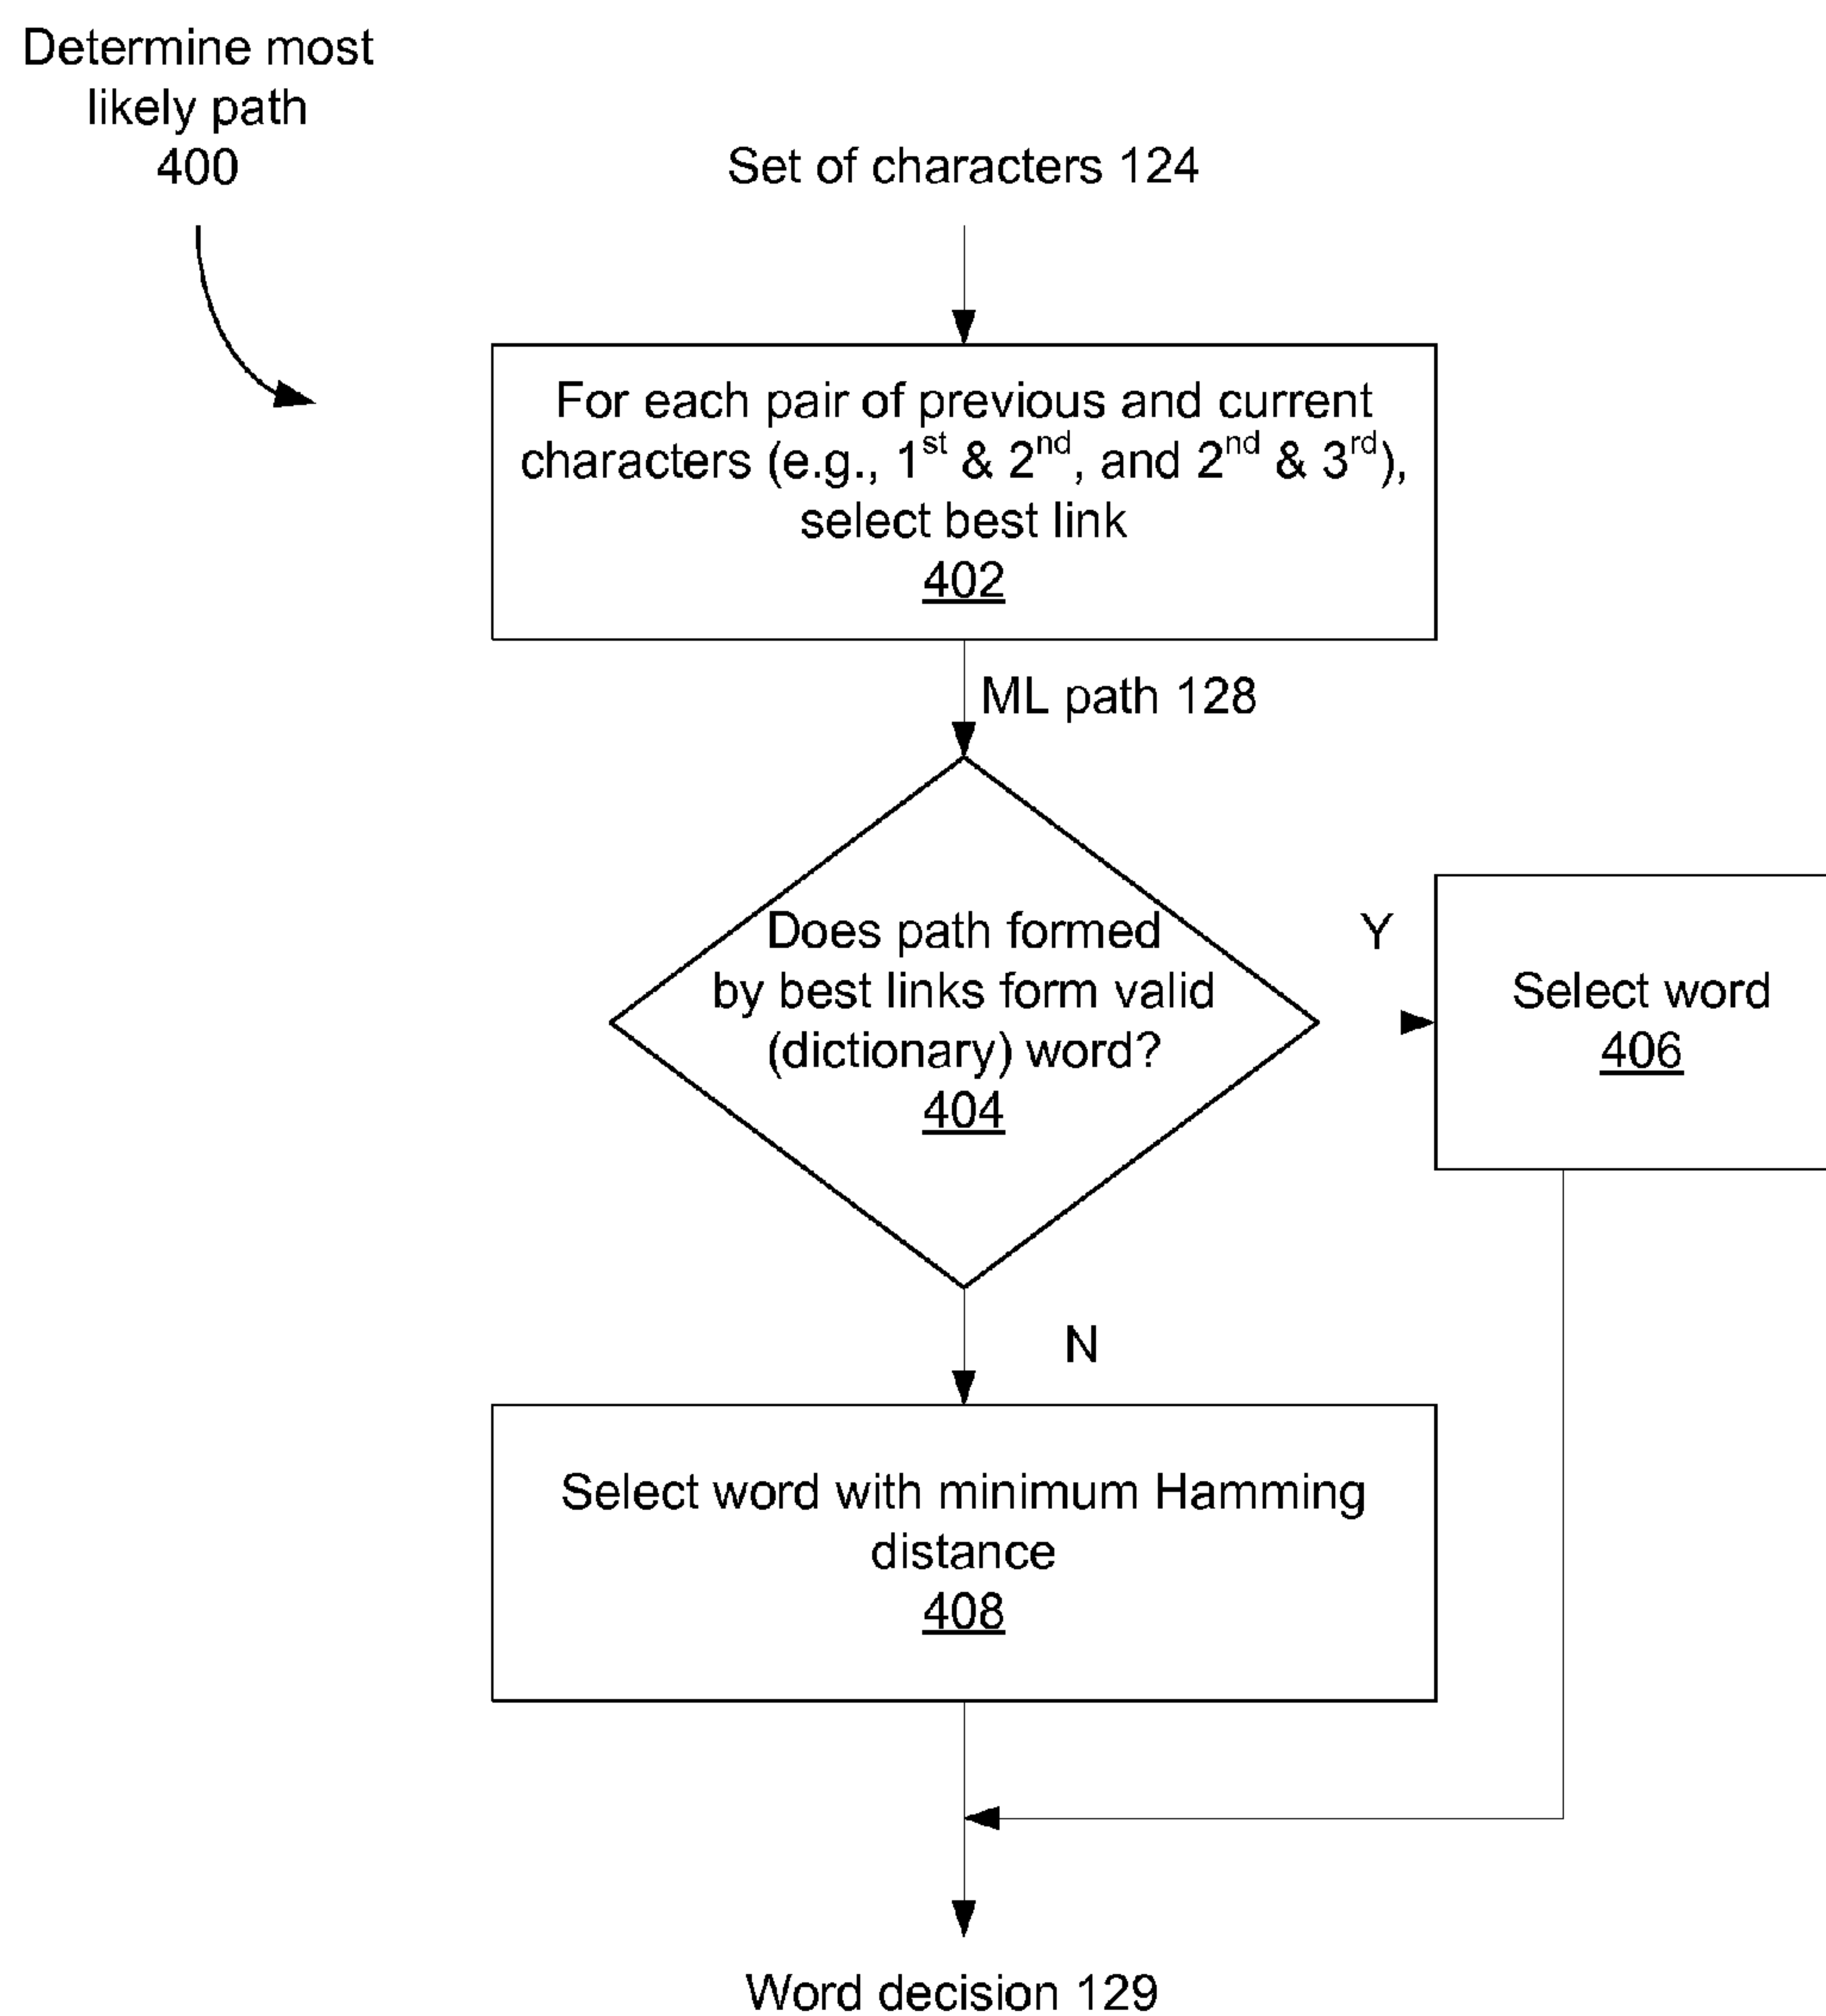 Determine most
likely path
400
Set of characters 124
For each pair of previous and current
characters (e.g., 1st & 2nd, and 2nd & 3rd),
select best link
402
ML path 128
Does path formed
by best links form valid
(dictionary) word?
404
Y
Select word
406
N
Select word with minimum Hamming
distance
408
Word decision 129